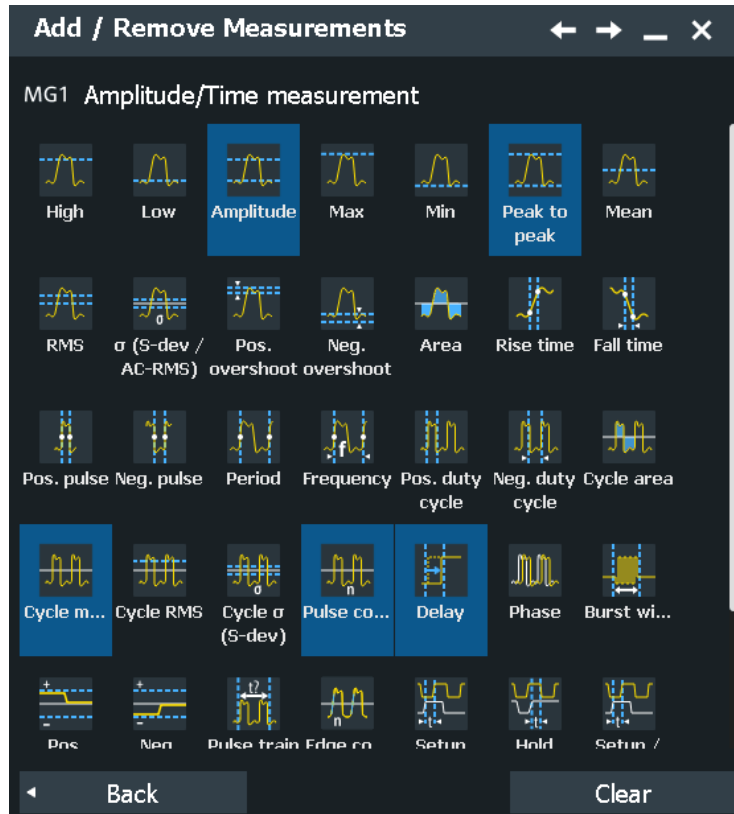 Add / Remove Measurements
MG1 Amplitude/Time measurement
High Low Amplitude Max Min Peak to peak Mean
RMS σ (S-dev / AC-RMS) Pos. overshoot Neg. overshoot Area Rise time Fall time
Pos. pulse Neg. pulse Period Frequency Pos. duty cycle Neg. duty cycle Cycle area
Cycle m... Cycle RMS Cycle σ (S-dev) Pulse co... Delay Phase Burst wi...
Pos Neg Pulse train Edge co... Setup Hold Setup /
Back Clear